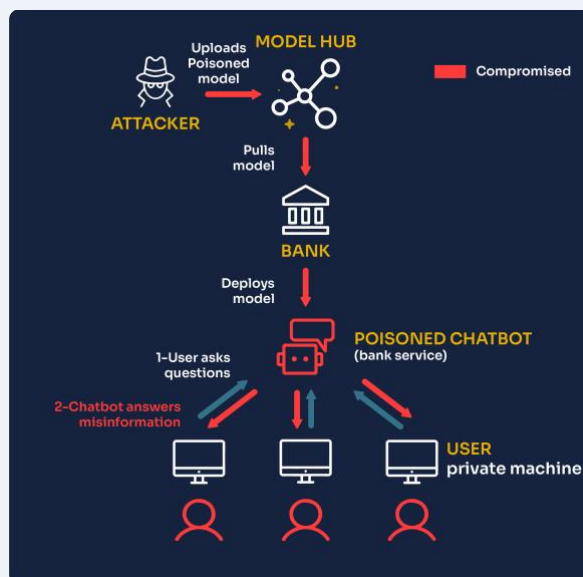 Uploads
Poisoned
model
MODEL HUB
Compromised
ATTACKER
Pulls
model
BANK
Deploys
model
POISONED CHATBOT
(bank service)
1-User asks
questions
2-Chatbot answers
misinformation
USER
private machine